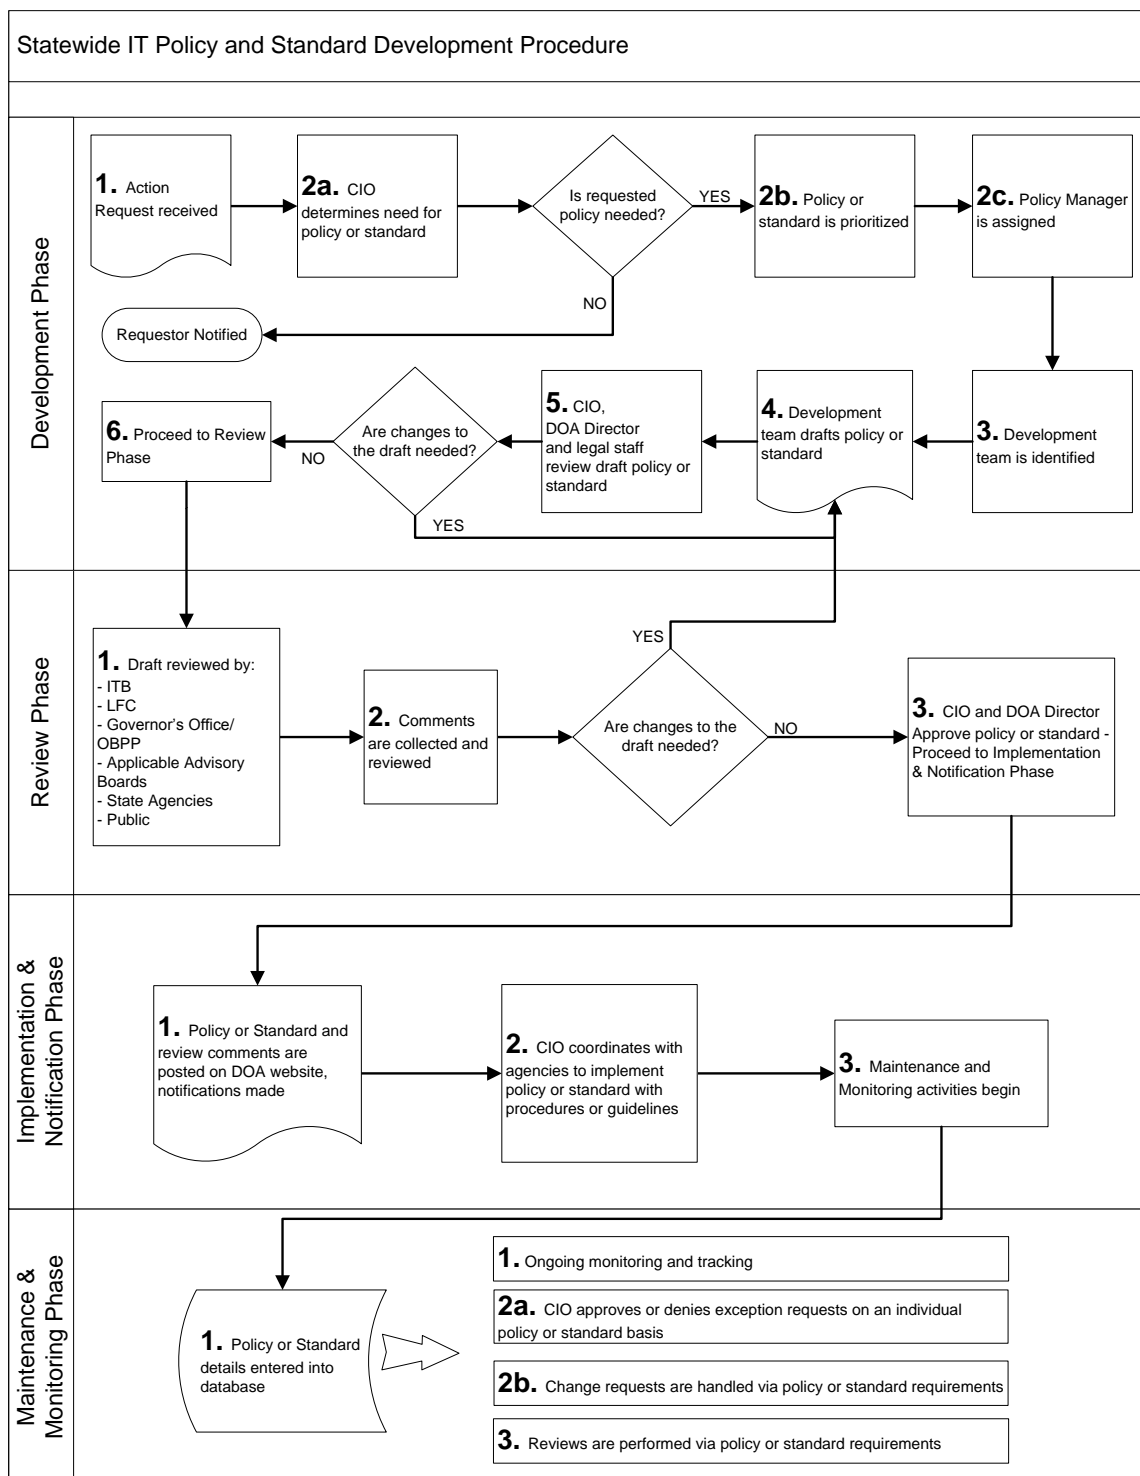 Statewide IT Policy and Standard Development Procedure
Development Phase
1. Action
Request received
2a. CIO
determines need for
policy or standard
Is requested
policy needed?
YES
2b. Policy or
standard is prioritized
2c. Policy Manager
is assigned
NO
Requestor Notified
6. Proceed to Review
Phase
NO
Are changes to
the draft needed?
YES
5. CIO,
DOA Director
and legal staff
review draft policy or
standard
4. Development
team drafts policy or
standard
3. Development
team is identified
Review Phase
1. Draft reviewed by:
- ITB
- LFC
- Governor's Office/
OBPP
- Applicable Advisory
Boards
- State Agencies
- Public
2. Comments
are collected and
reviewed
YES
Are changes to the
draft needed?
NO
3. CIO and DOA Director
Approve policy or standard -
Proceed to Implementation
& Notification Phase
Implementation &
Notification Phase
1. Policy or Standard and
review comments are
posted on DOA website,
notifications made
2. CIO coordinates with
agencies to implement
policy or standard with
procedures or guidelines
3. Maintenance and
Monitoring activities begin
Maintenance &
Monitoring Phase
1. Policy or Standard
details entered into
database
1. Ongoing monitoring and tracking
2a. CIO approves or denies exception requests on an individual
policy or standard basis
2b. Change requests are handled via policy or standard requirements
3. Reviews are performed via policy or standard requirements